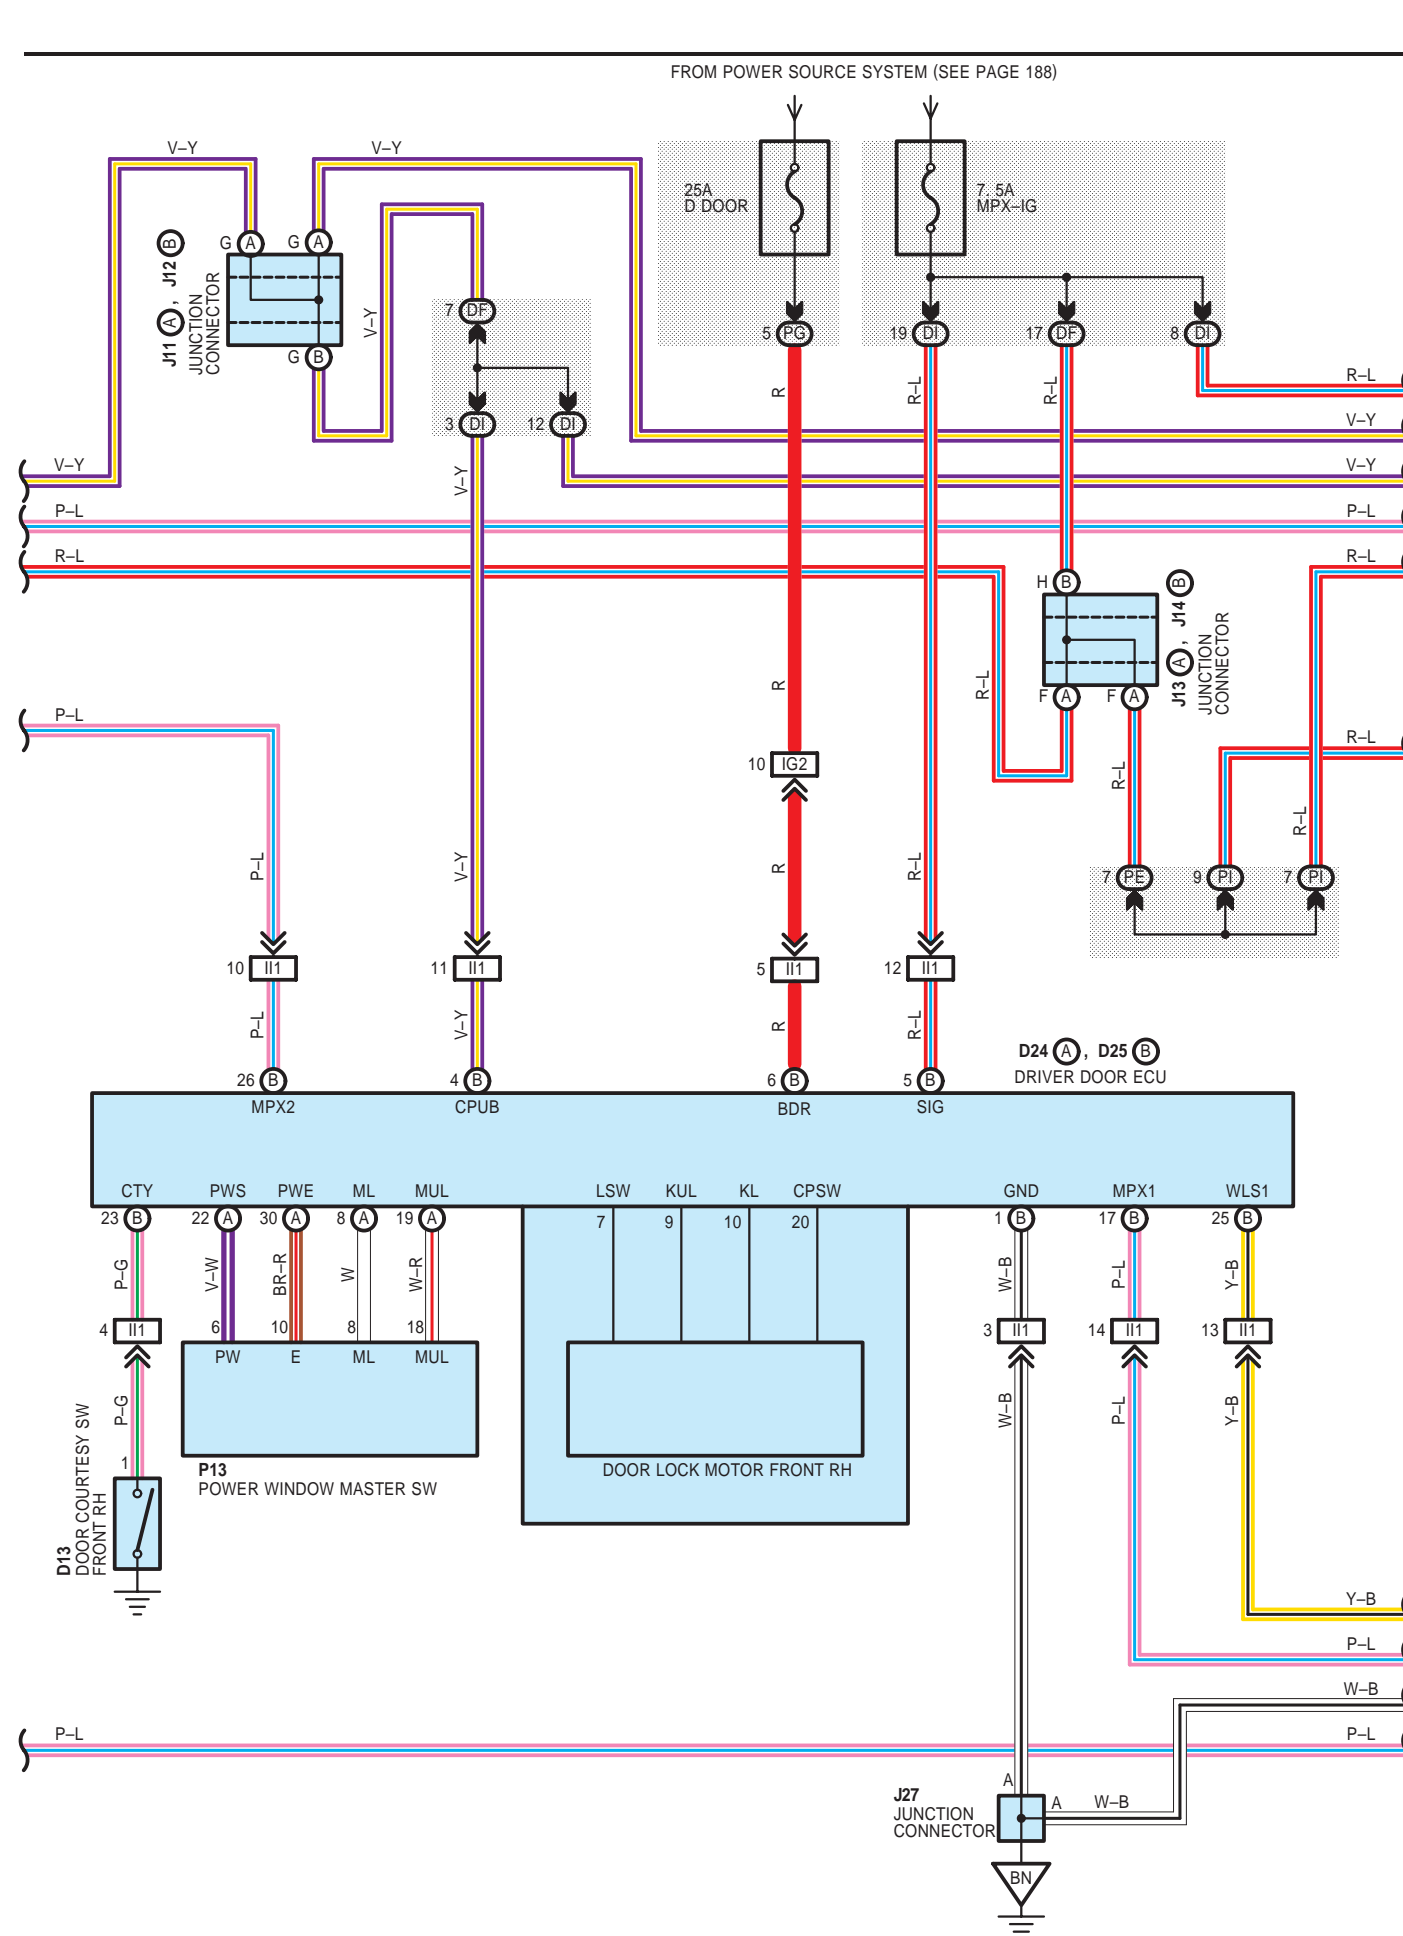 FROM POWER SOURCE SYSTEM (SEE PAGE 188)
V–Y
V–Y
25A
D DOOR
7. 5A
MPX–IG
G A
G A
J11 A , J12 B
JUNCTION
CONNECTOR
G B
V–Y
7 DF
3 DI
12 DI
5 PG
19 DI
17 DF
8 DI
R
R–L
R–L
R–L
V–Y
V–Y
V–Y
V–Y
P–L
P–L
R–L
R–L
H B
J13 A , J14 B
JUNCTION
CONNECTOR
F A
F A
R
R–L
P–L
R–L
10 IG2
R–L
R–L
P–L
V–Y
R
R–L
7 PE
9 PI
7 PI
10 II1
11 II1
5 II1
12 II1
P–L
V–Y
R
R–L
D24 A , D25 B
DRIVER DOOR ECU
26 B
4 B
6 B
5 B
MPX2
CPUB
BDR
SIG
CTY
PWS
PWE
ML
MUL
LSW
KUL
KL
CPSW
GND
MPX1
WLS1
23 B
22 A
30 A
8 A
19 A
7
9
10
20
1 B
17 B
25 B
P–G
V–W
BR–R
W
W–R
W–B
P–L
Y–B
4 II1
6
10
8
18
3 II1
14 II1
13 II1
PW
E
ML
MUL
P–G
W–B
P–L
Y–B
1
P13
POWER WINDOW MASTER SW
DOOR LOCK MOTOR FRONT RH
D13
DOOR COURTESY SW
FRONT RH
Y–B
P–L
W–B
P–L
P–L
A
J27
JUNCTION
CONNECTOR
A
W–B
BN